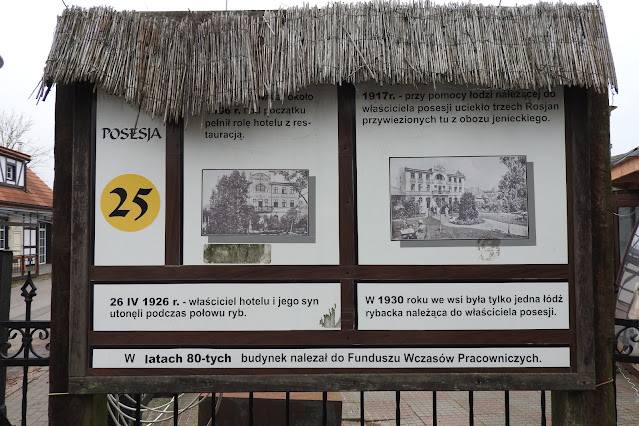 POSESJA
25
około
od początku
pełnił rolę hotelu z res-
tauracją.
1917r. - przy pomocy łodzi należącej do
właściciela posesji uciekło trzech Rosjan
przywiezionych tu z obozu jenieckiego.
26 IV 1926 r. - właściciel hotelu i jego syn
utonęli podczas połowu ryb.
W 1930 roku we wsi była tylko jedna łódź
rybacka należąca do właściciela posesji.
W latach 80-tych budynek nalezał do Funduszu Wczasów Pracowniczych.